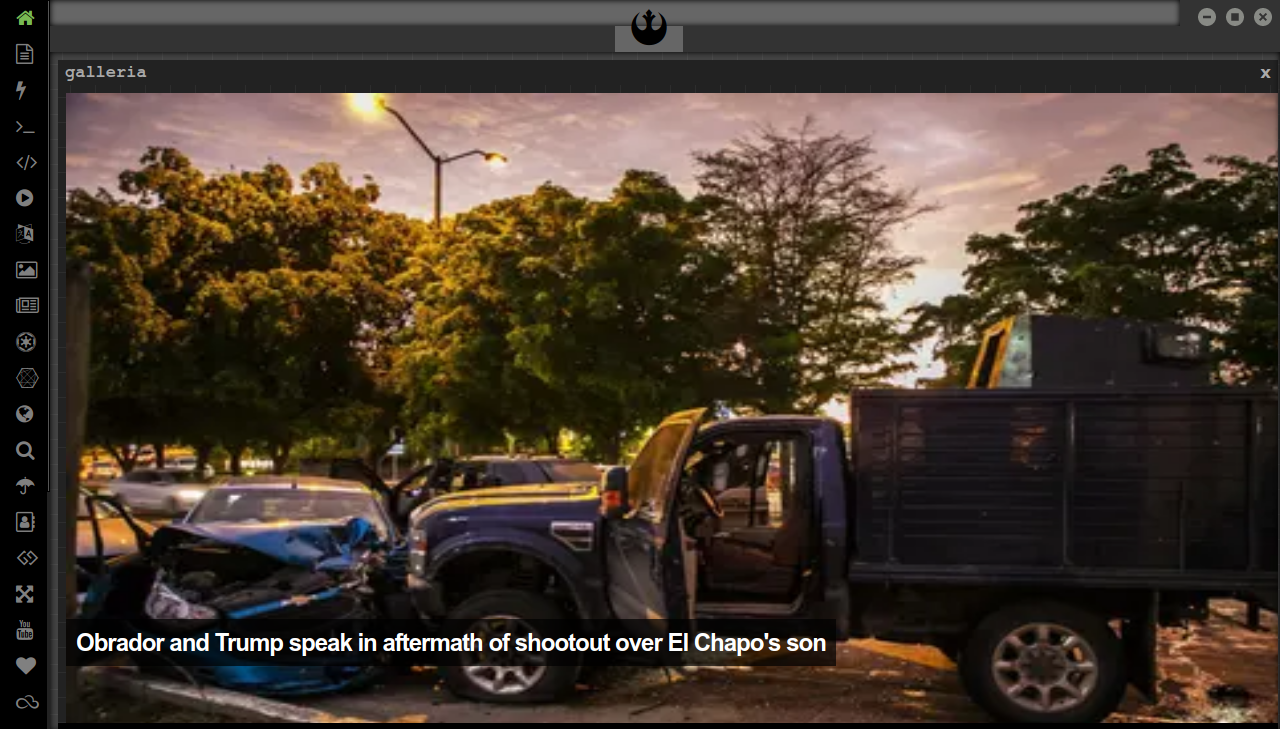 galleria
x
Obrador and Trump speak in aftermath of shootout over El Chapo's son
You
Tube